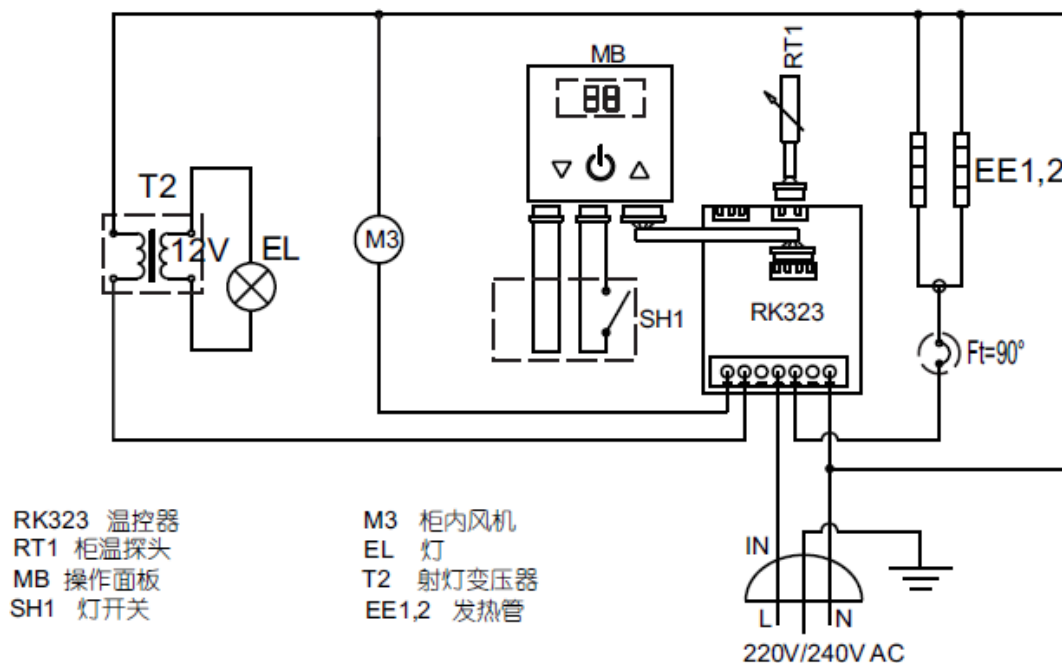 MB
RT1
88
T2
12V
EL
M3
SH1
RK323
EE1,2
Ft=90°
RK323 温控器
RT1 柜温探头
MB 操作面板
SH1 灯开关
M3 柜内风机
EL 灯
T2 射灯变压器
EE1,2 发热管
IN
L
N
220V/240V AC